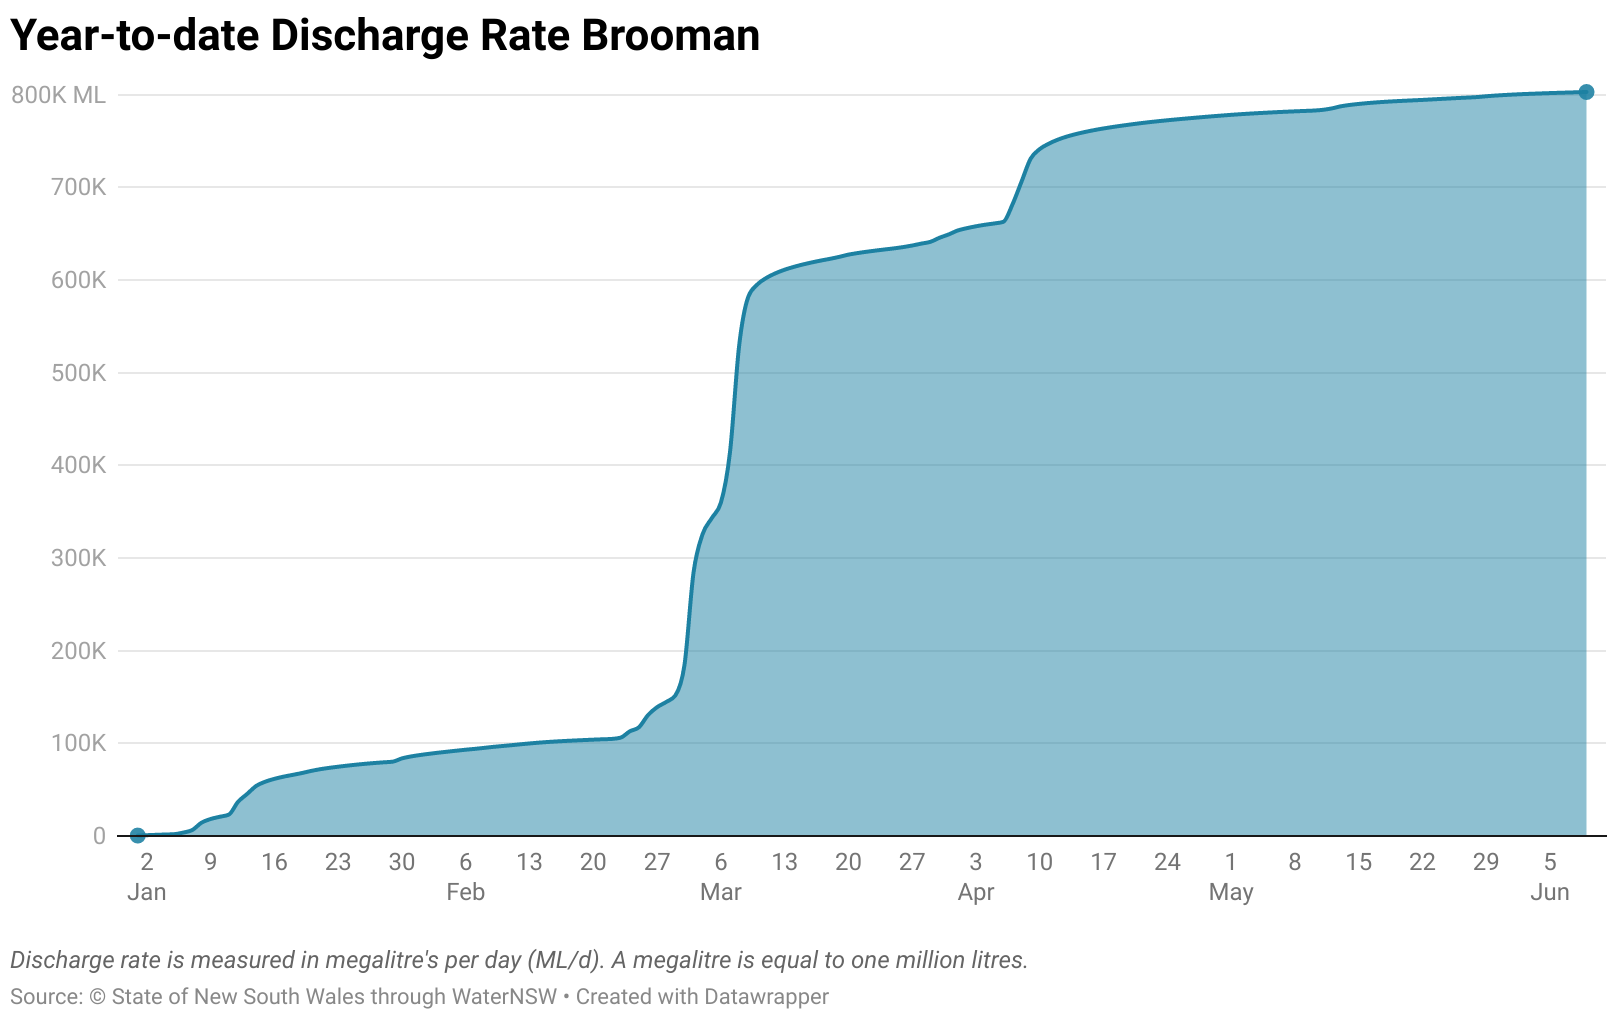 Year-to-date Discharge Rate Brooman
800K ML
700K
600K
500K
400K
300K
200K
100K
0
2 9 16 23 30 6 13 20 27 6 13 20 27 3 10 17 24 1 8 15 22 29 5
Jan Feb Mar Apr May Jun
Discharge rate is measured in megalitre's per day (ML/d). A megalitre is equal to one million litres.
Source: © State of New South Wales through WaterNSW • Created with Datawrapper